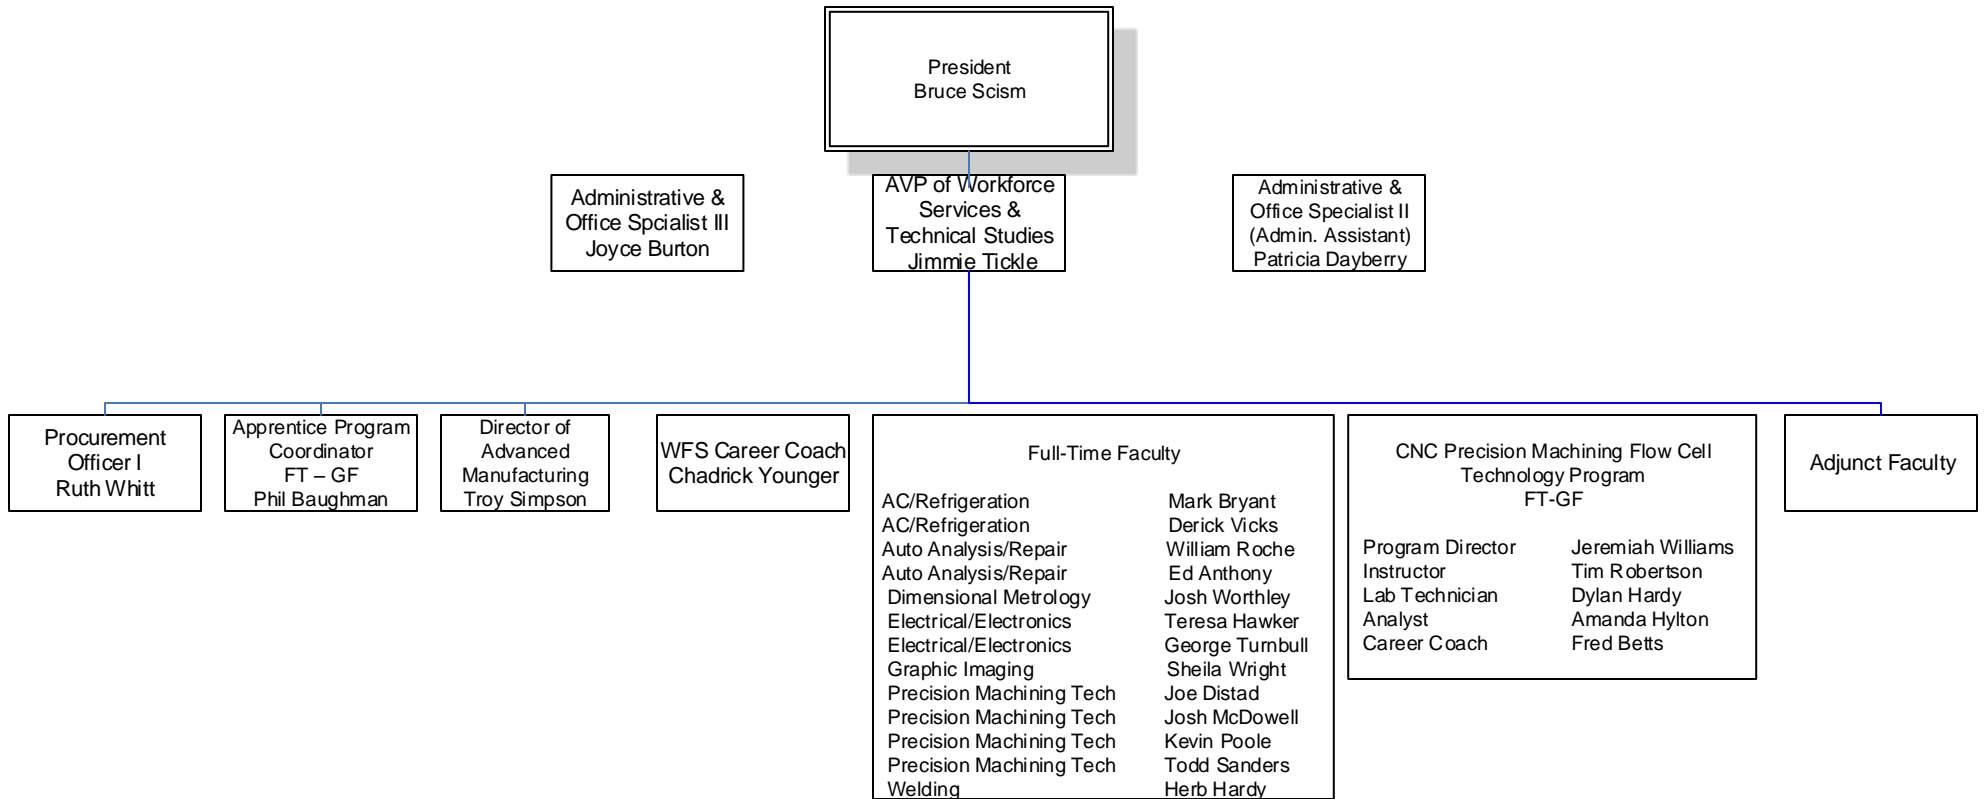 President
Bruce Scism
Administrative &
Office Spcialist III
Joyce Burton
AVP of Workforce
Services &
Technical Studies
Jimmie Tickle
Administrative &
Office Specialist II
(Admin. Assistant)
Patricia Dayberry
Procurement
Officer I
Ruth Whitt
Apprentice Program
Coordinator
FT – GF
Phil Baughman
Director of
Advanced
Manufacturing
Troy Simpson
WFS Career Coach
Chadrick Younger
Full-Time Faculty
AC/Refrigeration Mark Bryant
AC/Refrigeration Derick Vicks
Auto Analysis/Repair William Roche
Auto Analysis/Repair Ed Anthony
Dimensional Metrology Josh Worthley
Electrical/Electronics Teresa Hawker
Electrical/Electronics George Turnbull
Graphic Imaging Sheila Wright
Precision Machining Tech Joe Distad
Precision Machining Tech Josh McDowell
Precision Machining Tech Kevin Poole
Precision Machining Tech Todd Sanders
Welding Herb Hardy
CNC Precision Machining Flow Cell
Technology Program
FT-GF
Program Director Jeremiah Williams
Instructor Tim Robertson
Lab Technician Dylan Hardy
Analyst Amanda Hylton
Career Coach Fred Betts
Adjunct Faculty